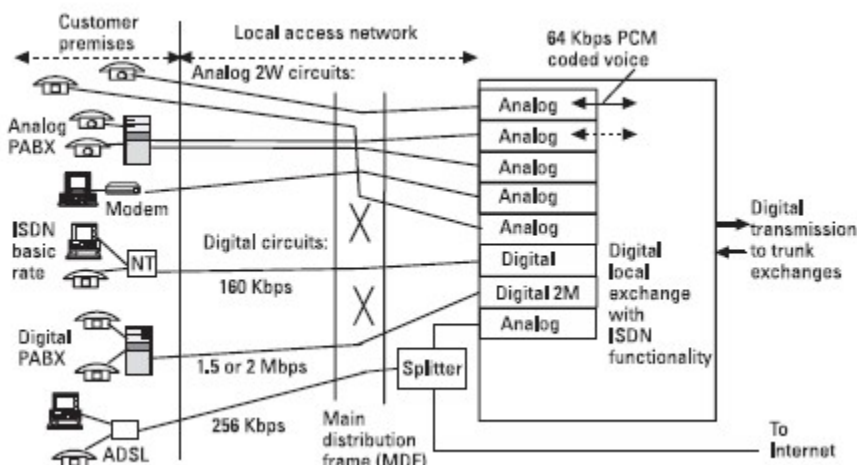 Customer
premises
Local access network
64 Kbps PCM
coded voice
Analog 2W circuits:
Analog
Analog
PABX
Analog
Analog
Analog
Modem
Analog
ISDN
basic
rate
NT
Digital circuits:
160 Kbps
Digital
Digital 2M
Analog
Digital
local
exchange
with
ISDN
functionality
Digital
transmission
to trunk
exchanges
Digital
PABX
1.5 or 2 Mbps
Splitter
256 Kbps
ADSL
Main
distribution
frame (MDF)
To
Internet